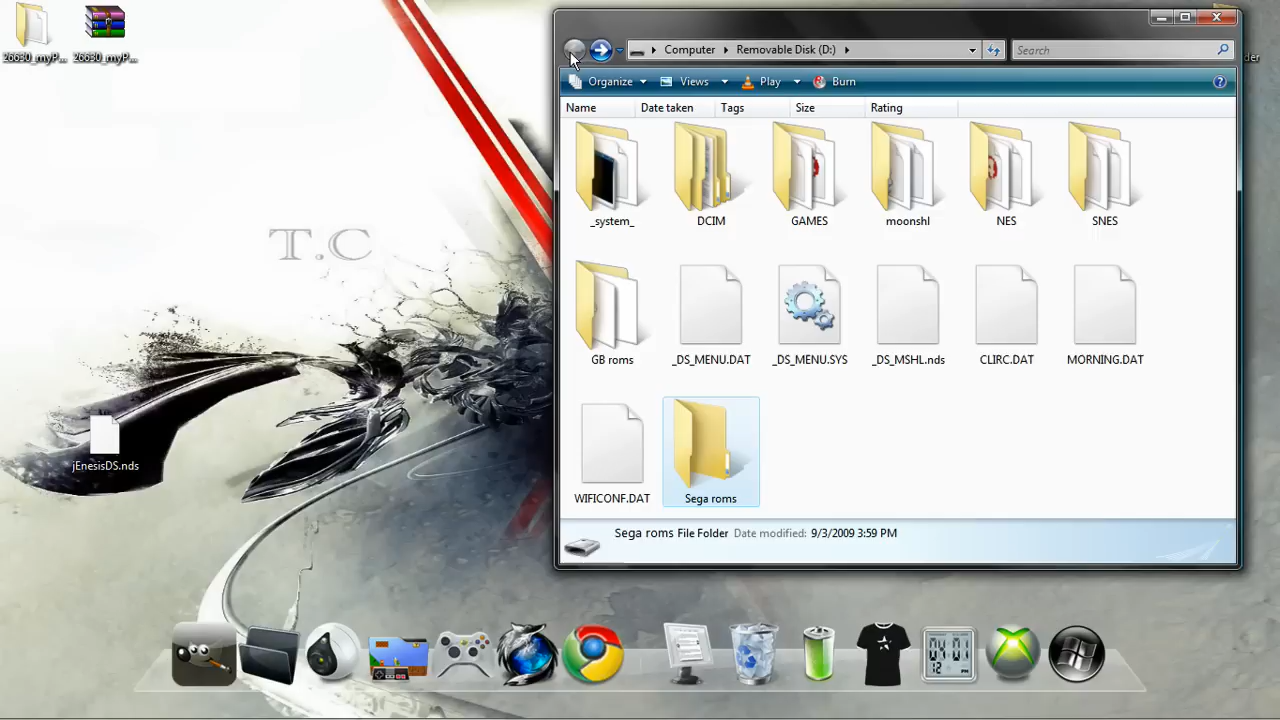 26630_myP... 26630_myP...
Computer Removable Disk (D:) Search
Organize Views Play Burn
Name Date taken Tags Size Rating
_system_ DCIM GAMES moonshl NES SNES
T.C
GB roms _DS_MENU.DAT _DS_MENU.SYS _DS_MSHL.nds CLIRC.DAT MORNING.DAT
jEnesisDS.nds
WIFICONF.DAT Sega roms
Sega roms File Folder Date modified: 9/3/2009 3:59 PM